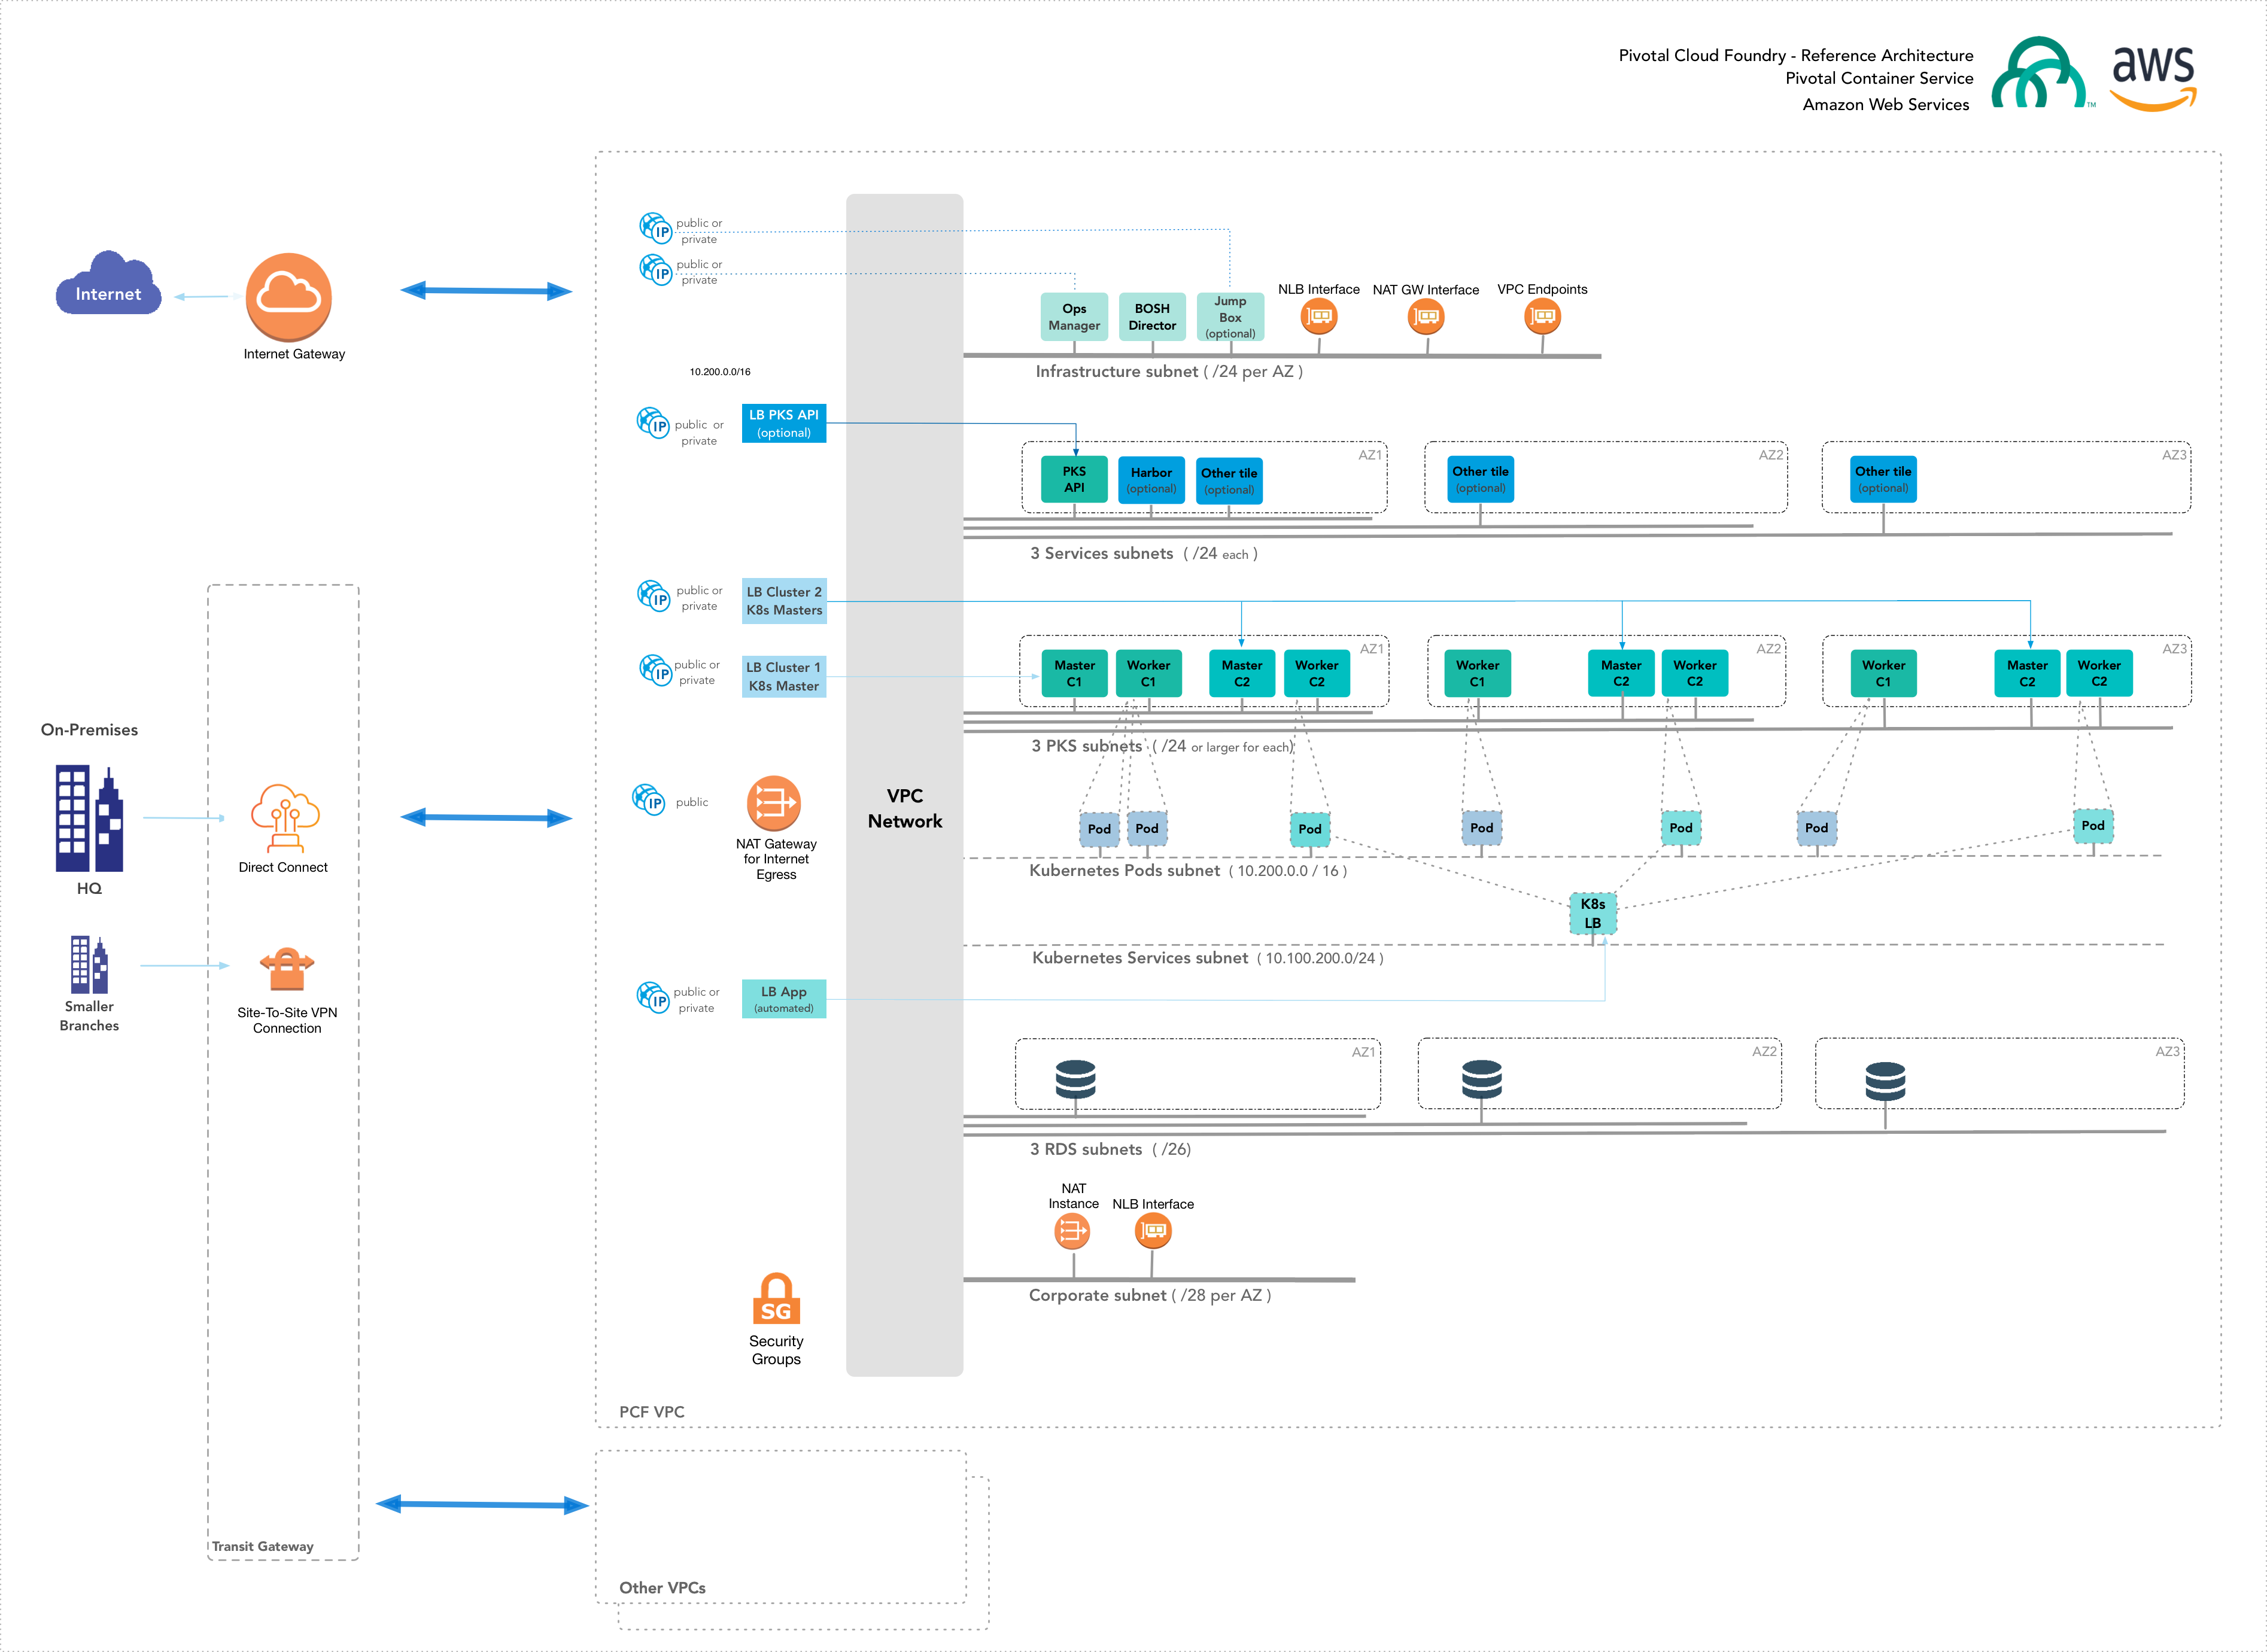 Pivotal Cloud Foundry - Reference Architecture
Pivotal Container Service
Amazon Web Services
TM
aws
Internet
Internet Gateway
IP
public or
private
IP
public or
private
Ops
Manager
BOSH
Director
Jump
Box
(optional)
NLB Interface
NAT GW Interface
VPC Endpoints
Infrastructure subnet ( /24 per AZ )
10.200.0.0/16
IP
public or
private
LB PKS API
(optional)
AZ1
PKS
API
Harbor
(optional)
Other tile
(optional)
AZ2
Other tile
(optional)
AZ3
Other tile
(optional)
3 Services subnets ( /24 each )
IP
public or
private
LB Cluster 2
K8s Masters
IP
public or
private
LB Cluster 1
K8s Master
AZ1
Master
C1
Worker
C1
Master
C2
Worker
C2
AZ2
Worker
C1
Master
C2
Worker
C2
AZ3
Worker
C1
Master
C2
Worker
C2
3 PKS subnets ( /24 or larger for each)
On-Premises
HQ
Direct Connect
IP
public
NAT Gateway
for Internet
Egress
VPC
Network
Pod
Pod
Pod
Pod
Pod
Pod
Pod
Kubernetes Pods subnet ( 10.200.0.0 / 16 )
K8s
LB
Kubernetes Services subnet ( 10.100.200.0/24 )
Smaller
Branches
Site-To-Site VPN
Connection
IP
public or
private
LB App
(automated)
AZ1
AZ2
AZ3
3 RDS subnets ( /26)
NAT
Instance
NLB Interface
Corporate subnet ( /28 per AZ )
SG
Security
Groups
PCF VPC
Transit Gateway
Other VPCs